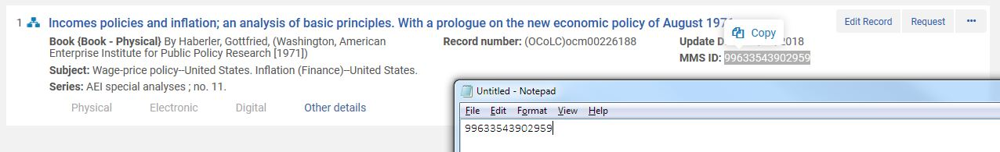 1 Incomes policies and inflation; an analysis of basic principles. With a prologue on the new economic policy of August 1971
Edit Record Request ...
Copy
Book {Book - Physical} By Haberler, Gottfried, (Washington, American Record number: (OCoLC)ocm00226188 Update D 2018
Enterprise Institute for Public Policy Research [1971]) MMS ID: 99633543902959
Subject: Wage-price policy--United States. Inflation (Finance)--United States.
Series: AEI special analyses ; no. 11.
Physical Electronic Digital Other details
Untitled - Notepad
File Edit Format View Help
99633543902959